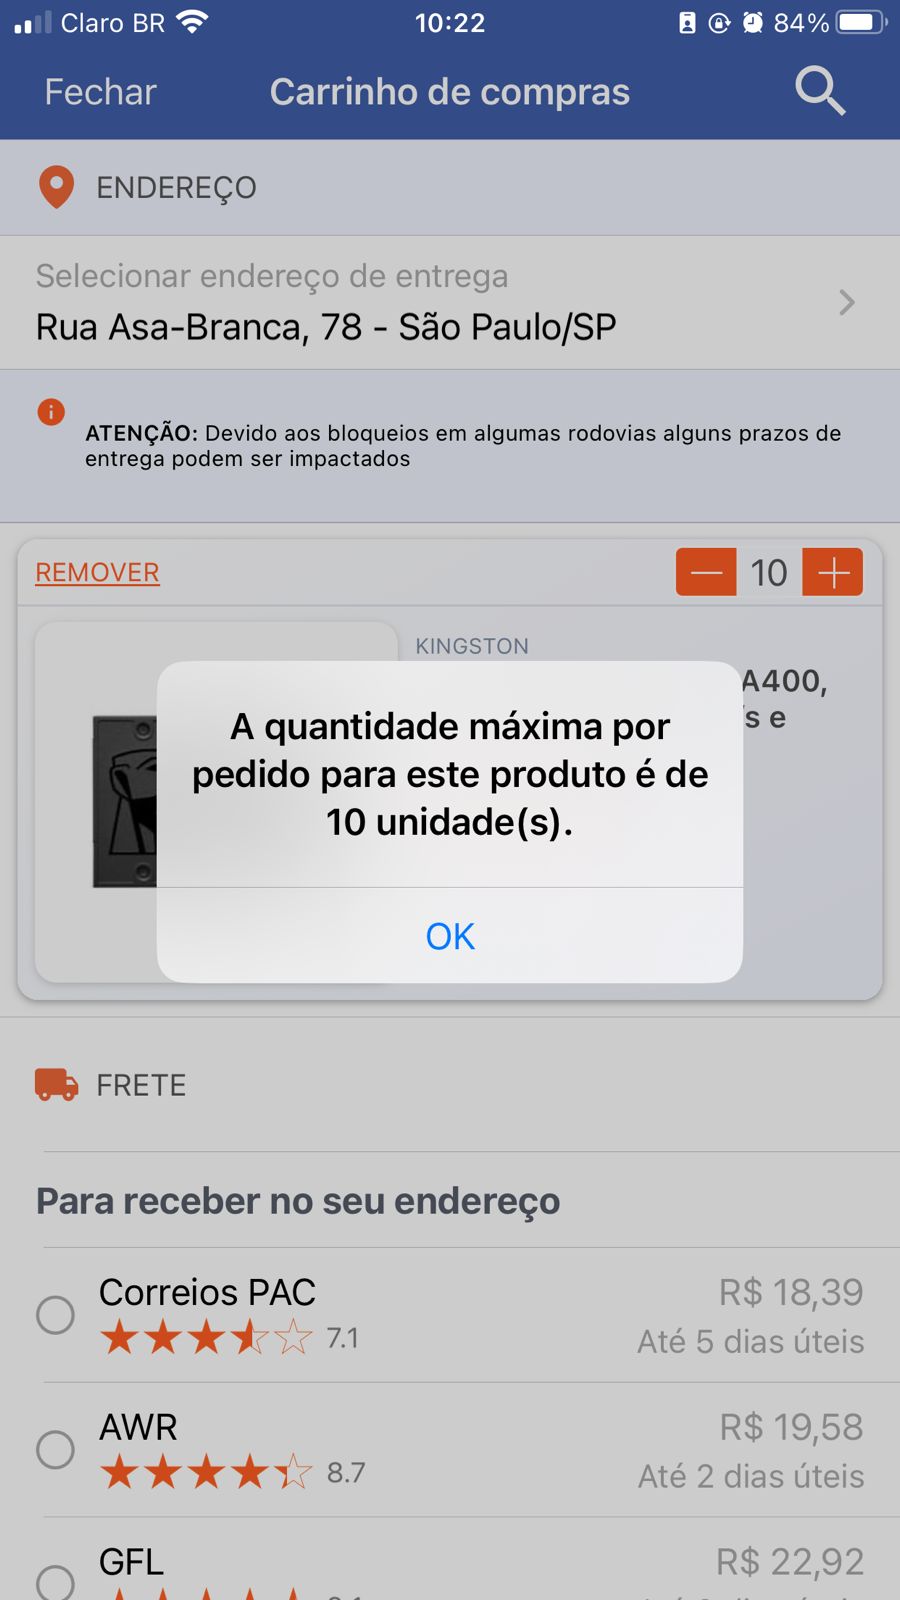 Claro BR
10:22
84%
Fechar
Carrinho de compras
ENDEREÇO
Selecionar endereço de entrega
Rua Asa-Branca, 78 - São Paulo/SP
ATENÇÃO: Devido aos bloqueios em algumas rodovias alguns prazos de
entrega podem ser impactados
REMOVER
10
KINGSTON
A400,
s e
A quantidade máxima por
pedido para este produto é de
10 unidade(s).
OK
FRETE
Para receber no seu endereço
Correios PAC
R$ 18,39
7.1
Até 5 dias úteis
AWR
R$ 19,58
8.7
Até 2 dias úteis
GFL
R$ 22,92